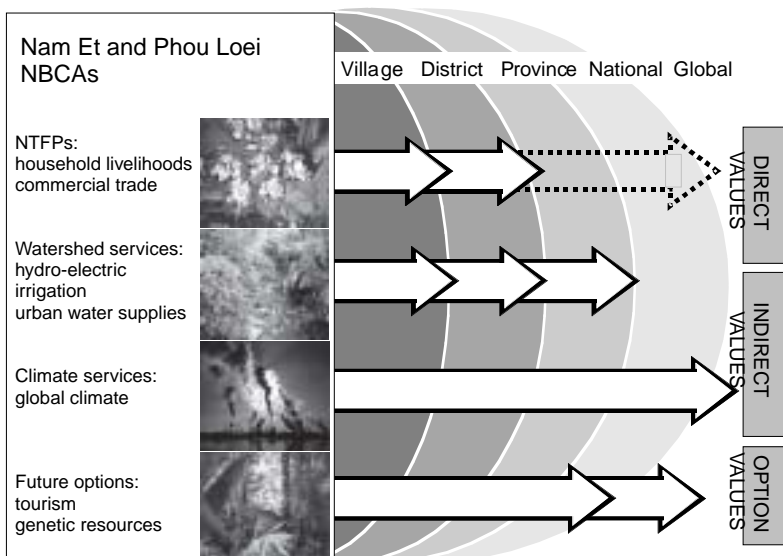 Nam Et and Phou Loei
NBCAs
Village District Province National Global
NTFPs:
household livelihoods
commercial trade
Watershed services:
hydro-electric
irrigation
urban water supplies
Climate services:
global climate
Future options:
tourism
genetic resources
DIRECT
VALUES
INDIRECT
VALUES
OPTION
VALUES